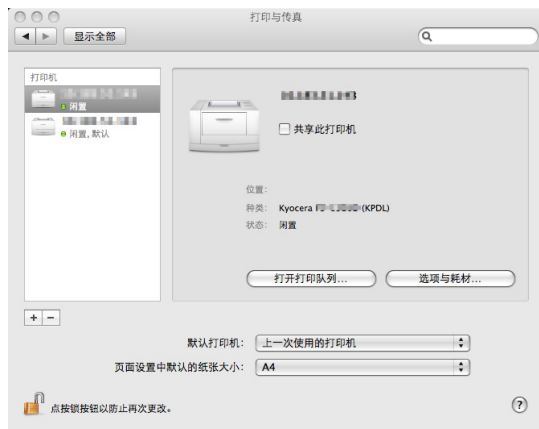 打印与传真
显示全部
打印机
闲置
闲置, 默认
共享此打印机
位置:
种类: Kyocera (KPDL)
状态: 闲置
打开打印队列...
选项与耗材...
+ −
默认打印机: 上一次使用的打印机
页面设置中默认的纸张大小: A4
点按锁按钮以防止再次更改。
?